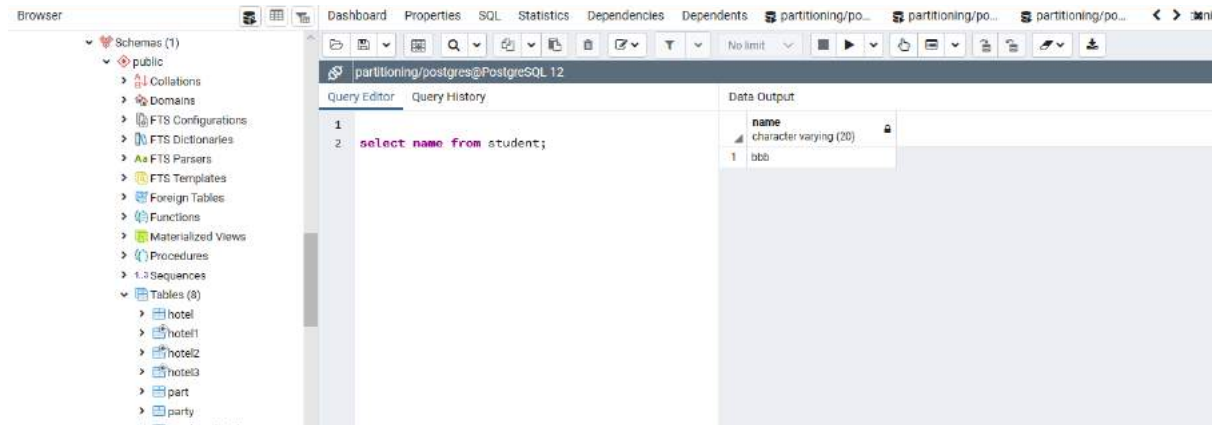 Browser
Dashboard Properties SQL Statistics Dependencies Dependents partitioning/po... partitioning/po... partitioning/po...
No limit
partitioning/postgres@PostgreSQL 12
Query Editor Query History
Data Output
1
2 select name from student;
name
character varying (20)
1 bbb
Schemas (1)
public
Collations
Domains
FTS Configurations
FTS Dictionaries
FTS Parsers
FTS Templates
Foreign Tables
Functions
Materialized Views
Procedures
1..3 Sequences
Tables (8)
hotel
hotel1
hotel2
hotel3
part
party